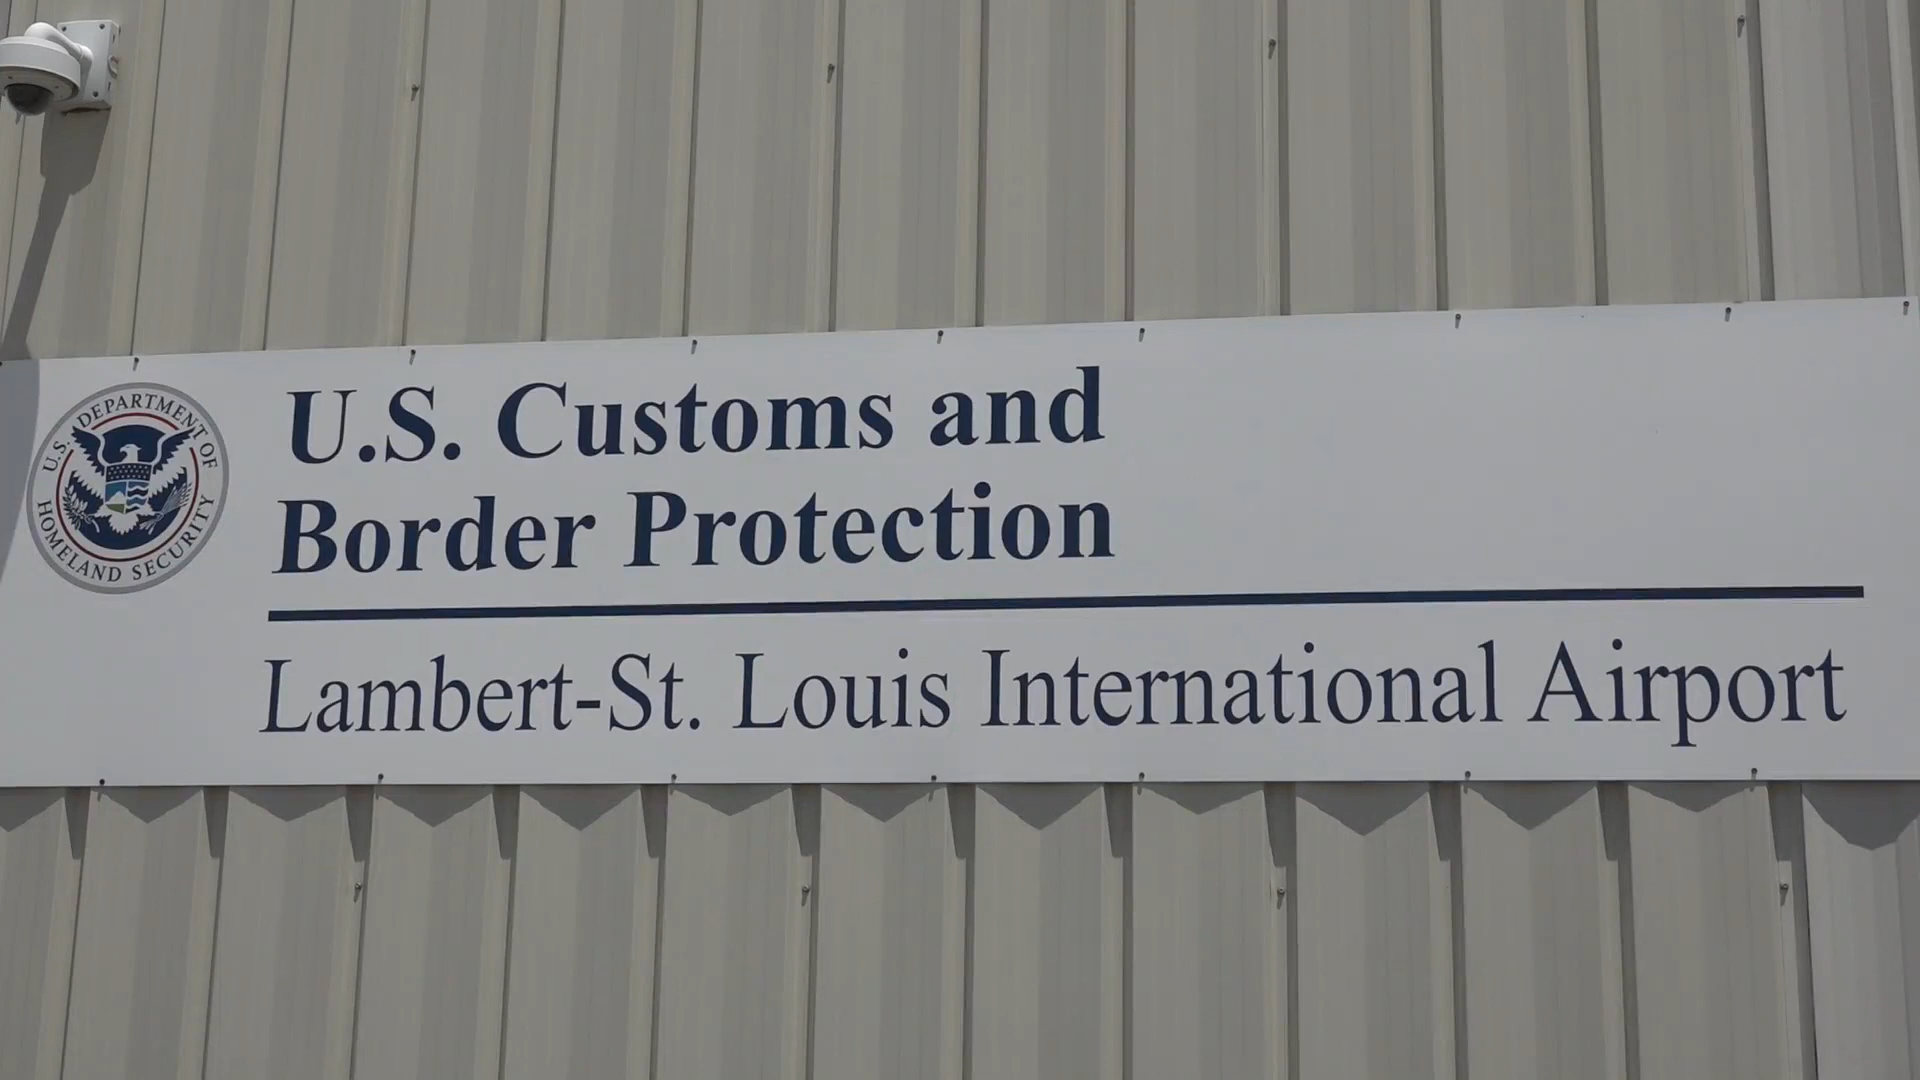 U.S. DEPARTMENT OF
HOMELAND SECURITY
U.S. Customs and
Border Protection
Lambert-St. Louis International Airport